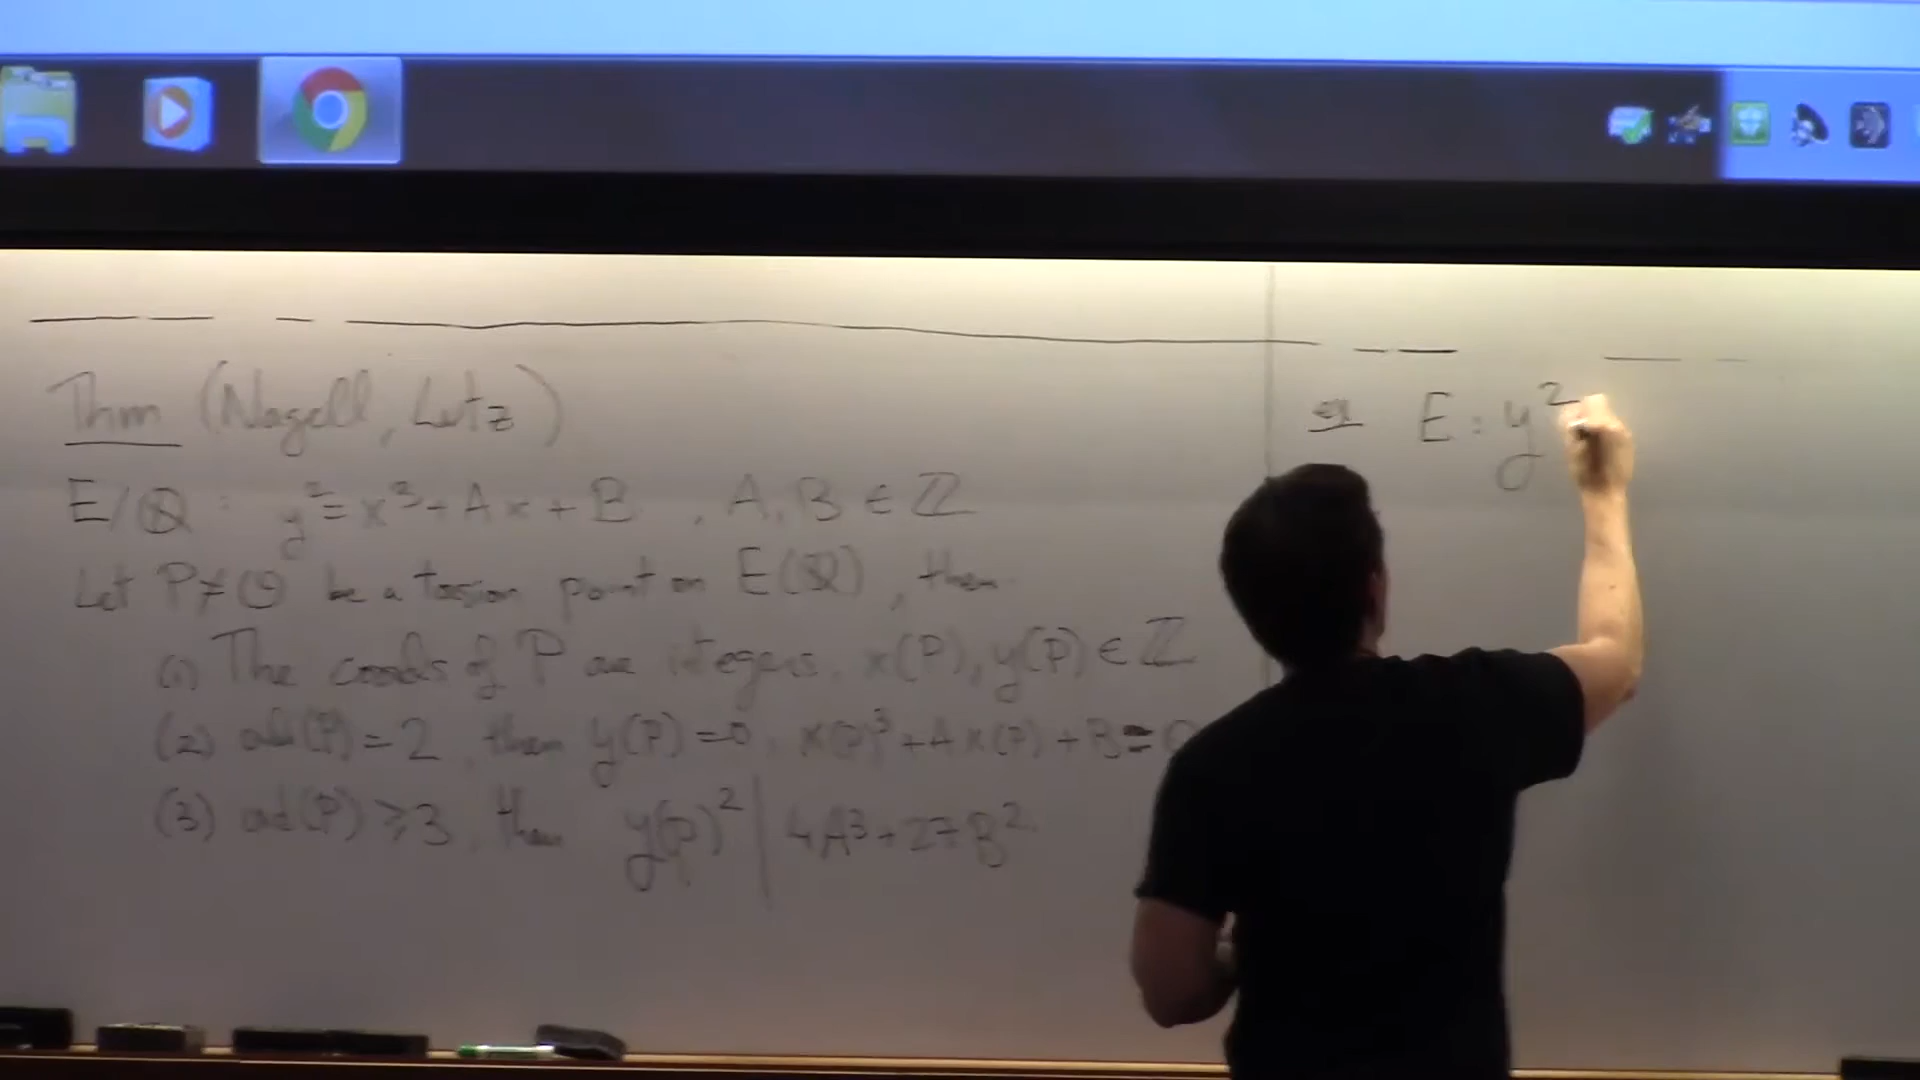 Thm (Nagell, Lutz)
E/ℚ : y² = x³ + Ax + B , A, B ∈ ℤ
Let P ≠ O be a torsion point on E(ℚ), then
(1) The coords of P are integers, x(P), y(P) ∈ ℤ
(2) ord(P) = 2, then y(P) = 0, x(P)³ + Ax(P) + B = 0
(3) ord(P) ≥ 3, then y(P)² | 4A³ + 27B².
ex E : y²